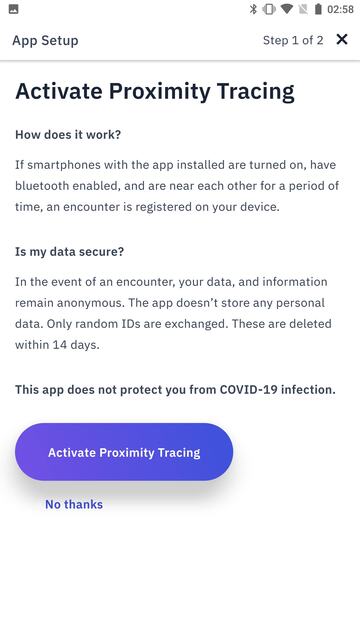 02:58
App Setup
Step 1 of 2
Activate Proximity Tracing
How does it work?
If smartphones with the app installed are turned on, have
bluetooth enabled, and are near each other for a period of
time, an encounter is registered on your device.
Is my data secure?
In the event of an encounter, your data, and information
remain anonymous. The app doesn’t store any personal
data. Only random IDs are exchanged. These are deleted
within 14 days.
This app does not protect you from COVID-19 infection.
Activate Proximity Tracing
No thanks